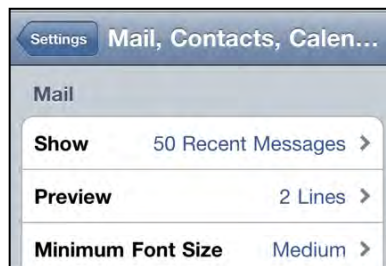 Settings Mail, Contacts, Calen...
Mail
Show 50 Recent Messages
Preview 2 Lines
Minimum Font Size Medium